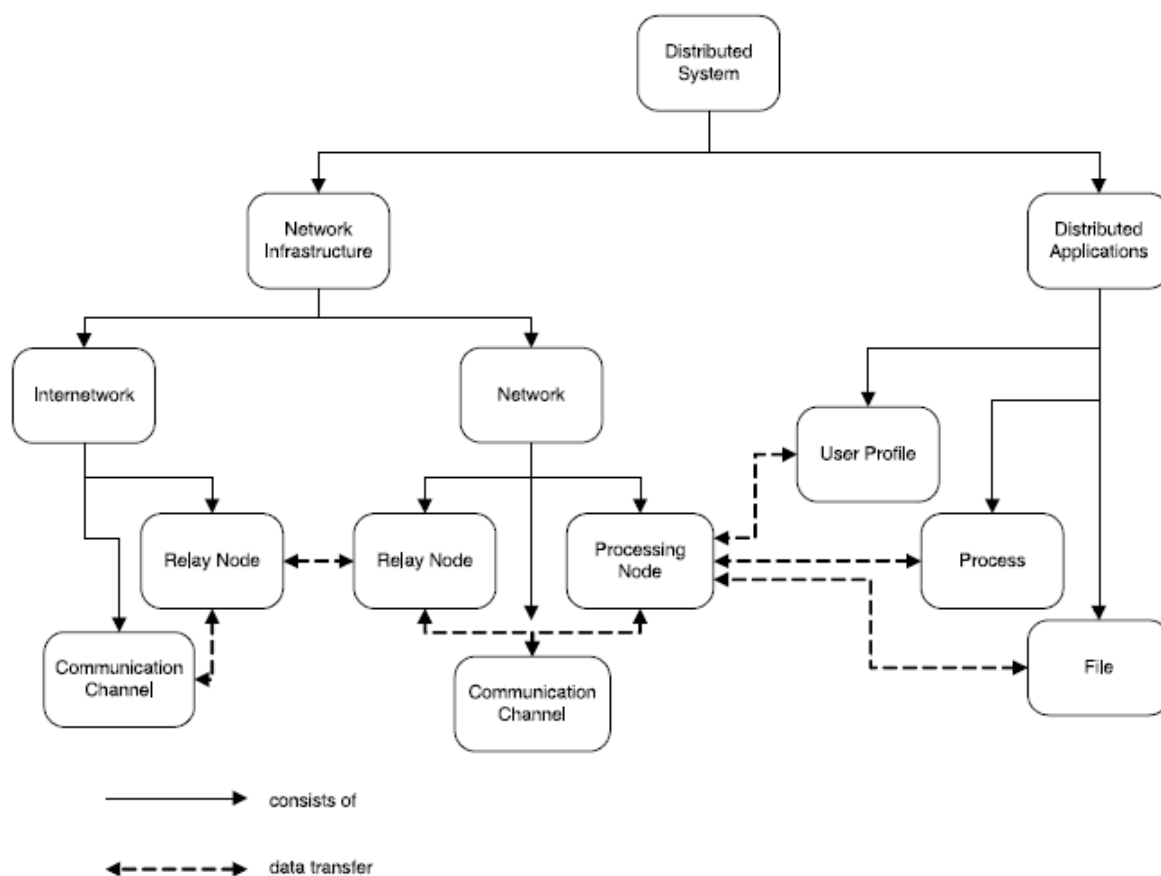 Distributed
System
Network
Infrastructure
Distributed
Applications
Internetwork
Network
User Profile
Relay Node
Relay Node
Processing
Node
Process
Communication
Channel
Communication
Channel
File
consists of
data transfer